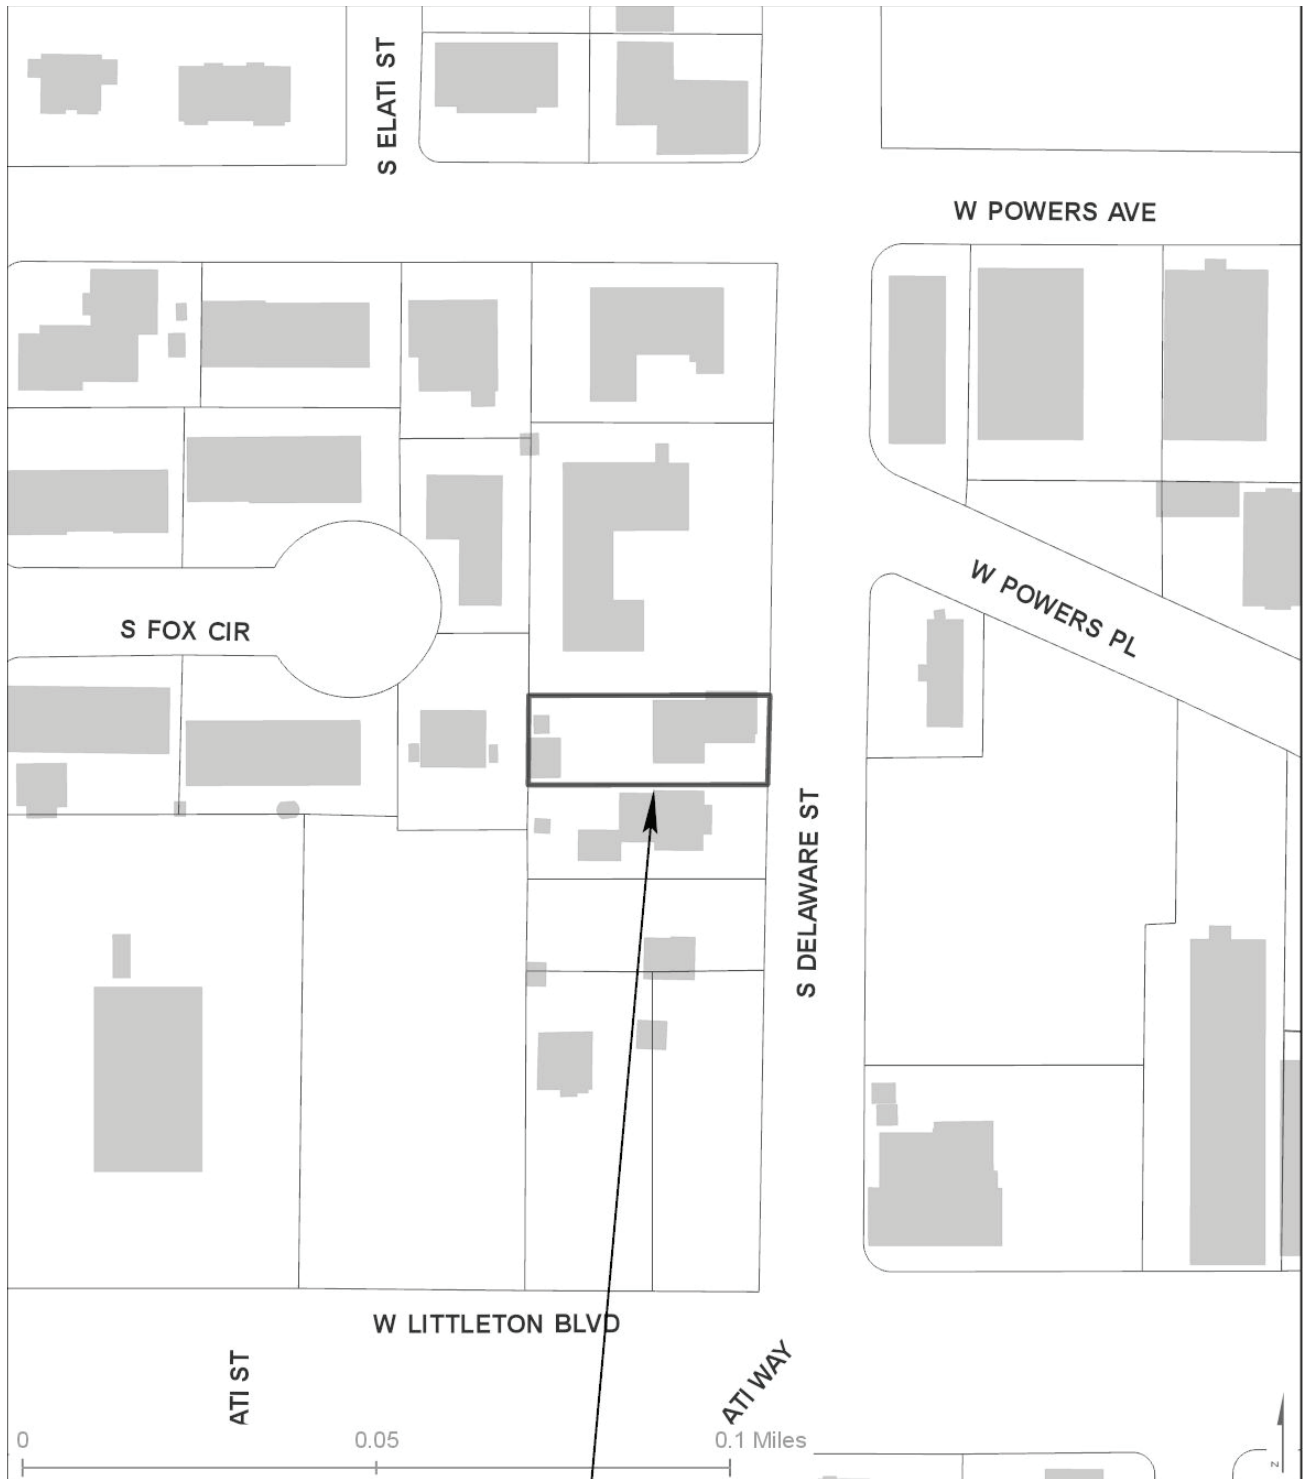 S ELATI ST
W POWERS AVE
W POWERS PL
S FOX CIR
S DELAWARE ST
W LITTLETON BLVD
ATI ST
ATI WAY
0
0.05
0.1 Miles
N